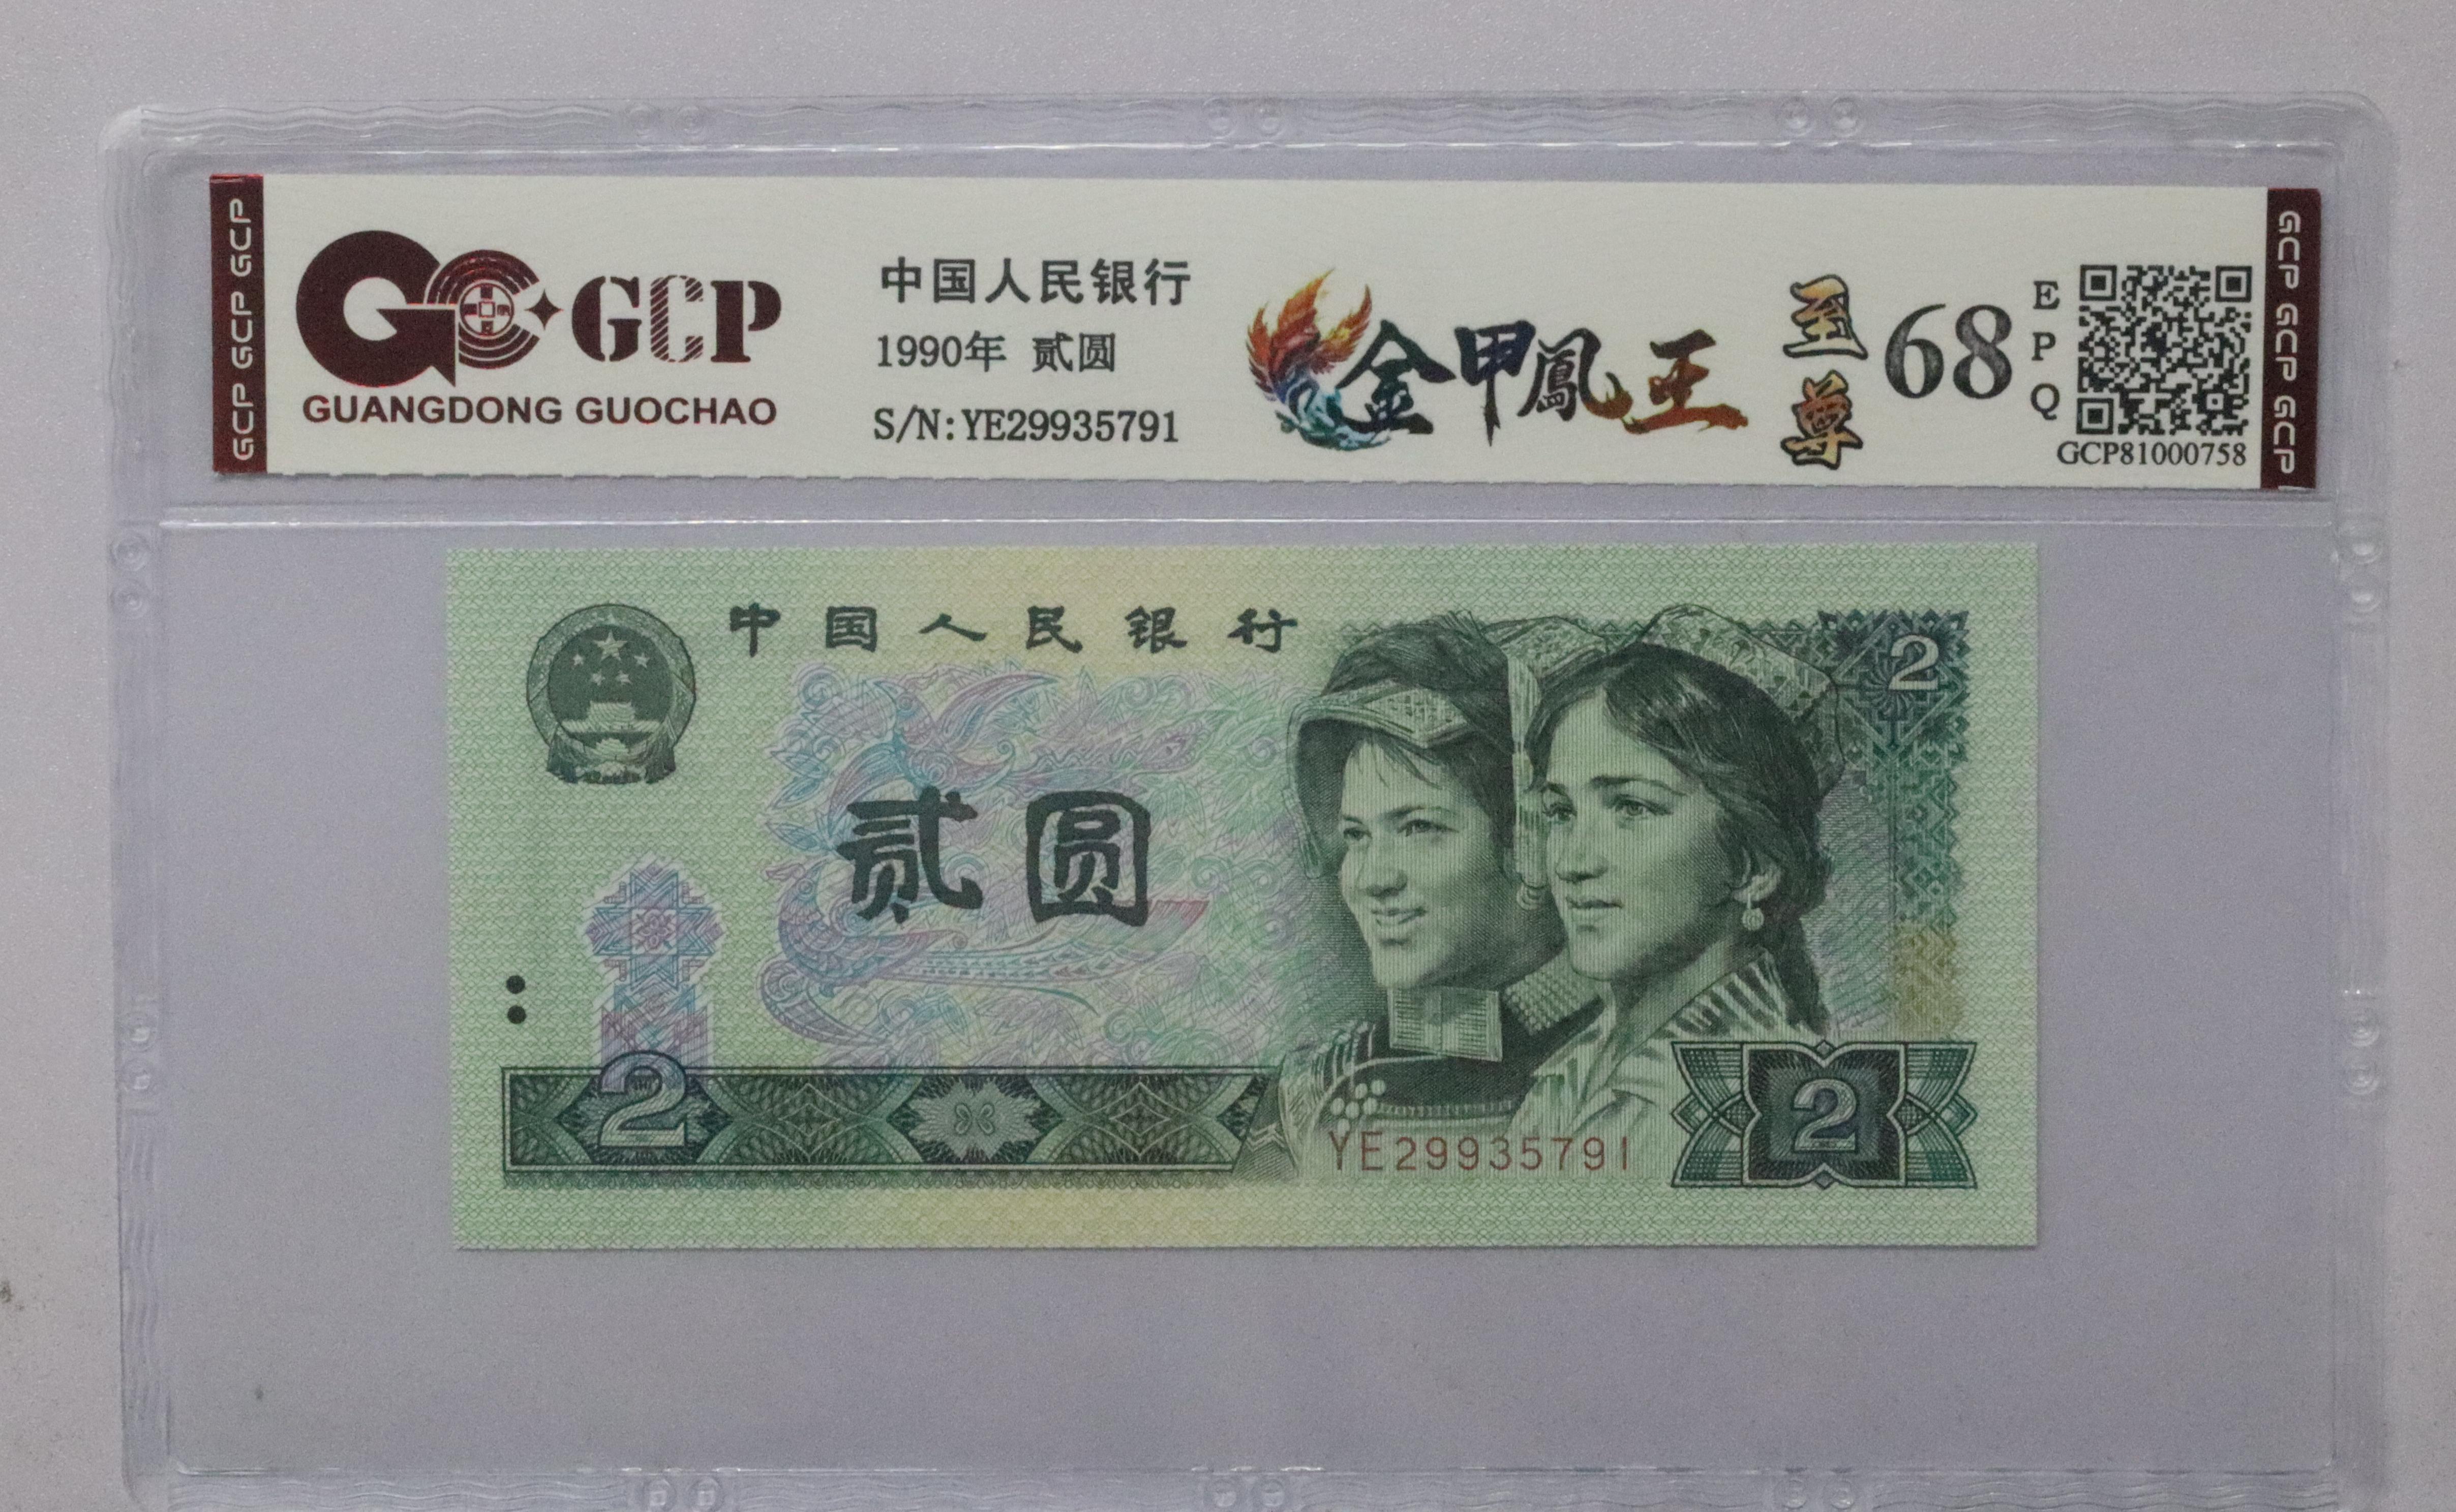 GCP GCP GCP
GC GCP
GUANGDONG GUOCHAO
中国人民银行
1990年 贰圆
S/N:YE29935791
金甲鳳王
至尊
68
EPQ
GCP81000758
GCP GCP GCP
中国人民银行
2
贰圆
2
YE29935791
2